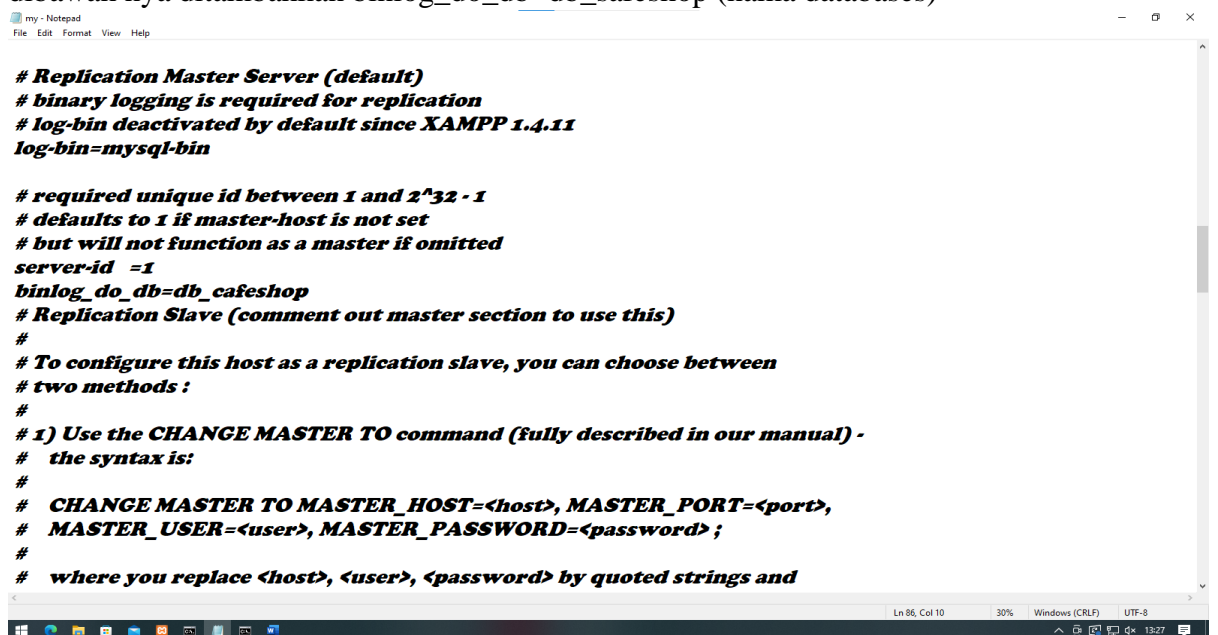 my - Notepad
File Edit Format View Help
# Replication Master Server (default)
# binary logging is required for replication
# log-bin deactivated by default since XAMPP 1.4.11
log-bin=mysql-bin
# required unique id between 1 and 2^32 - 1
# defaults to 1 if master-host is not set
# but will not function as a master if omitted
server-id =1
binlog_do_db=db_cafeshop
# Replication Slave (comment out master section to use this)
#
# To configure this host as a replication slave, you can choose between
# two methods :
#
# 1) Use the CHANGE MASTER TO command (fully described in our manual) -
# the syntax is:
#
# CHANGE MASTER TO MASTER_HOST=<host>, MASTER_PORT=<port>,
# MASTER_USER=<user>, MASTER_PASSWORD=<password> ;
#
# where you replace <host>, <user>, <password> by quoted strings and
Ln 86, Col 10 30% Windows (CRLF) UTF-8
13:27